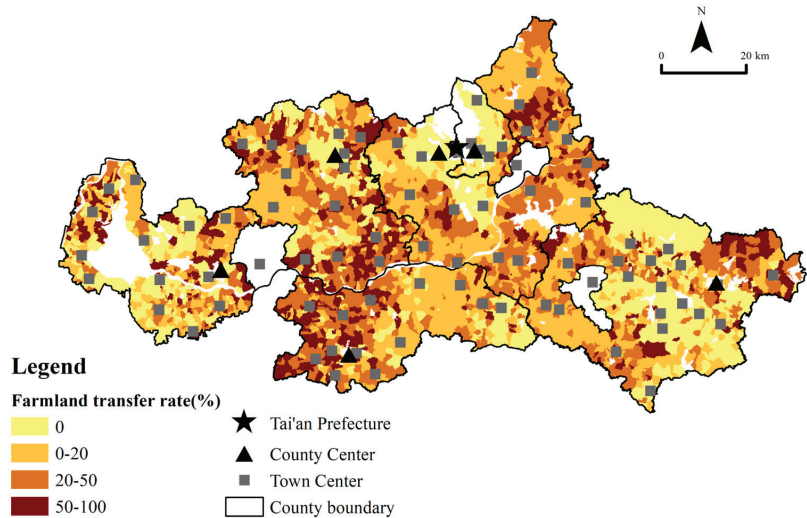 N
0 20 km
Legend
Farmland transfer rate(%)
0
0-20
20-50
50-100
Tai'an Prefecture
County Center
Town Center
County boundary